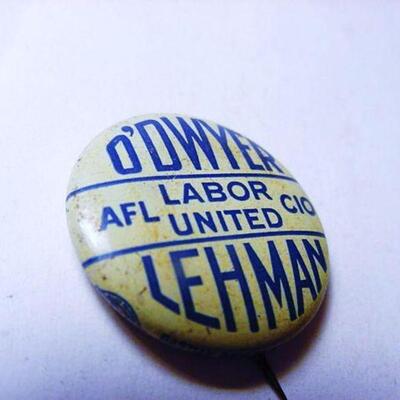 O'DWYER
AFL LABOR UNITED CIO
LEHMAN